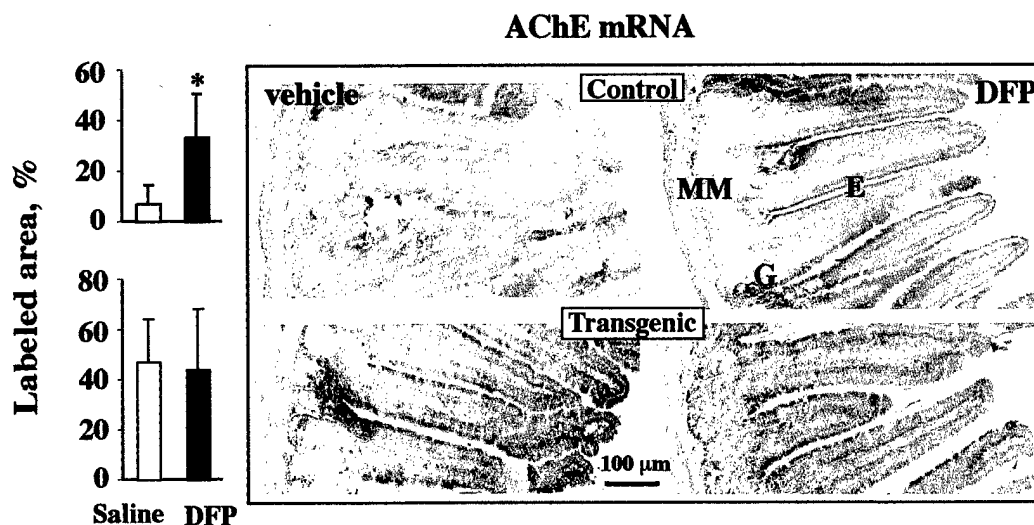 AChE mRNA
Labeled area, %
60
40
20
0
*
80
60
40
20
0
Saline DFP
vehicle
Control
DFP
MM
E
G
Transgenic
100 μm